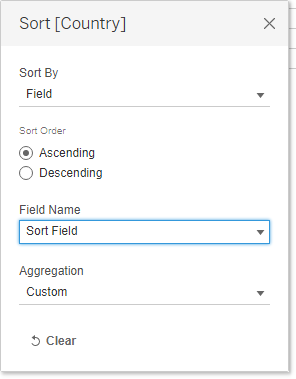 Sort [Country]
Sort By
Field
Sort Order
Ascending
Descending
Field Name
Sort Field
Aggregation
Custom
Clear